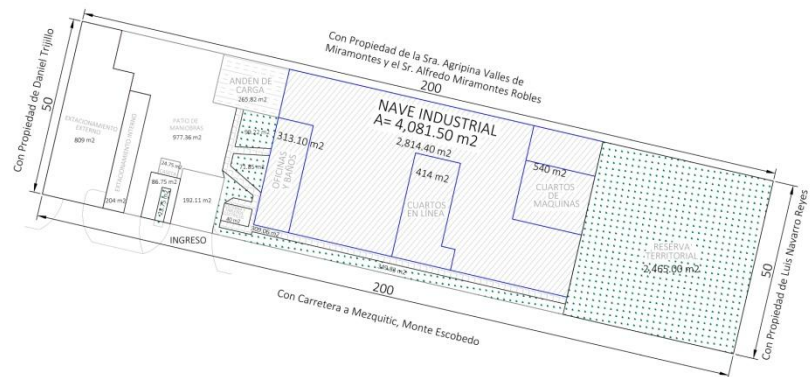 Con Propiedad de la Sra. Agripina Valles de
Miramontes y el Sr. Alfredo Miramontes Robles
200
Con Propiedad de Daniel Trijillo
50
ESTACIONAMIENTO
EXTERNO
809 m2
ESTACIONAMIENTO INTERNO
204 m2
PATIO DE
MANIOBRAS
977.36 m2
24.75 m2
86.75 m2
192.11 m2
INGRESO
ANDEN DE
CARGA
265.82 m2
313.10 m2
OFICINAS
Y BAÑOS
NAVE INDUSTRIAL
A= 4,081.50 m2
2,814.40 m2
414 m2
CUARTOS
EN LÍNEA
540 m2
CUARTOS
DE
MAQUINAS
RESERVA
TERRITORIAL
2,465.00 m2
50
Con Propiedad de Luis Navarro Reyes
200
Con Carretera a Mezquitic, Monte Escobedo